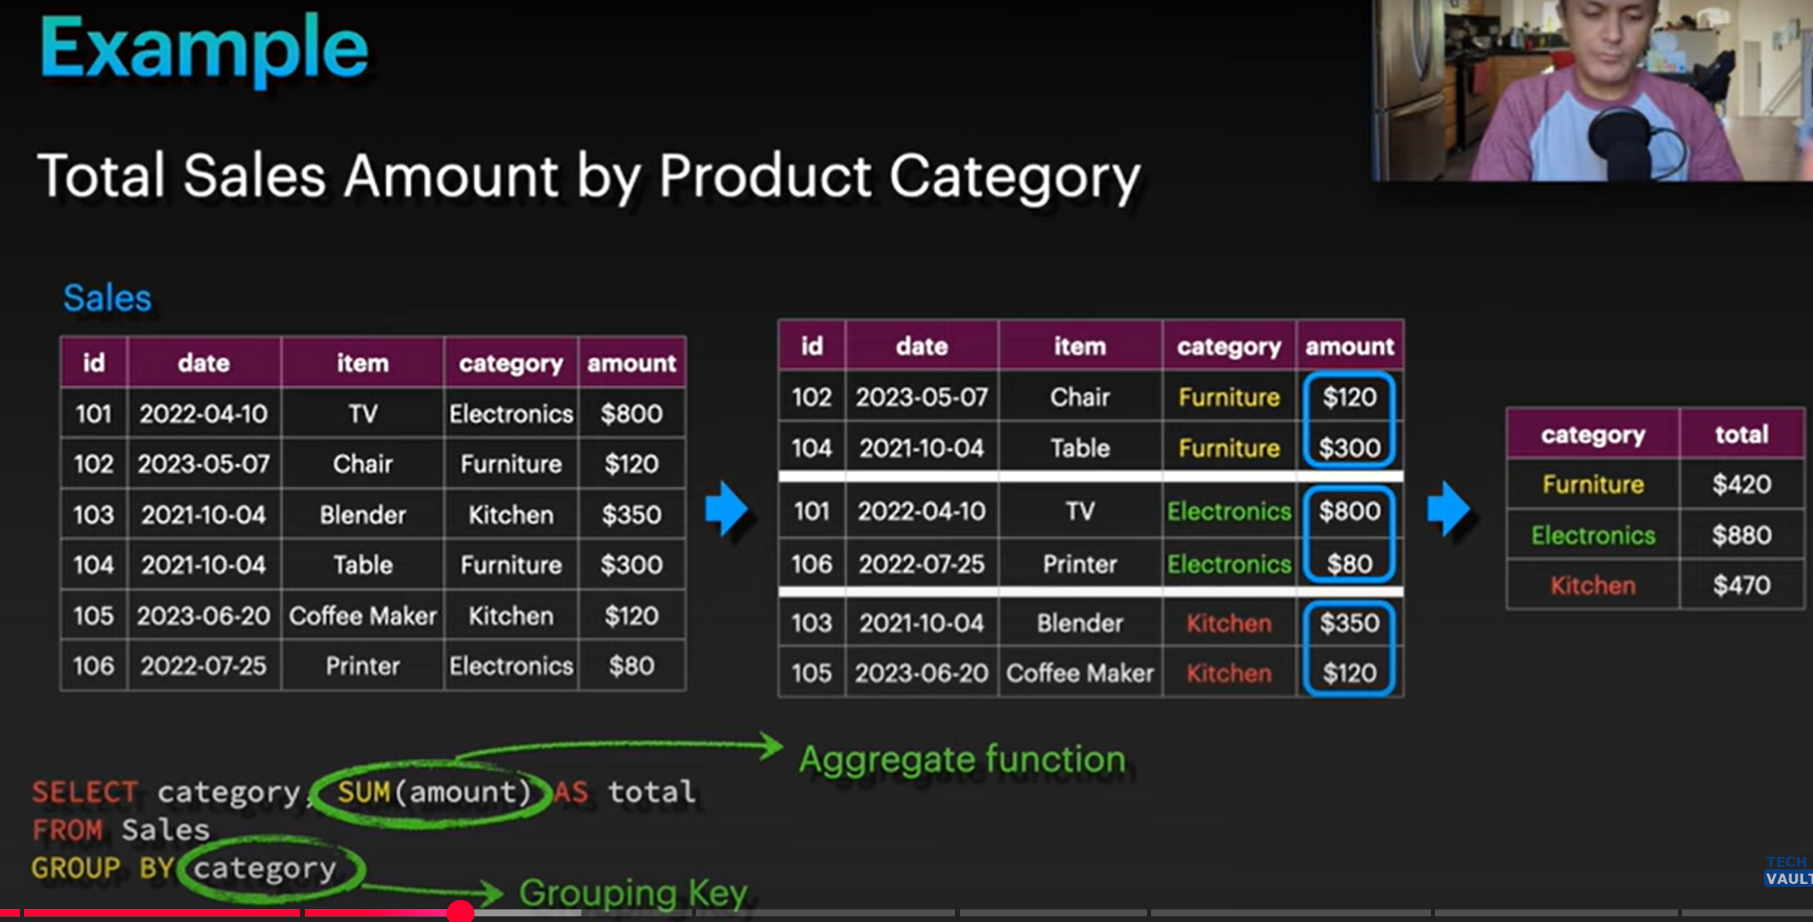 Example
Total Sales Amount by Product Category
Sales
id date item category amount
101 2022-04-10 TV Electronics $800
102 2023-05-07 Chair Furniture $120
103 2021-10-04 Blender Kitchen $350
104 2021-10-04 Table Furniture $300
105 2023-06-20 Coffee Maker Kitchen $120
106 2022-07-25 Printer Electronics $80
id date item category amount
102 2023-05-07 Chair Furniture $120
104 2021-10-04 Table Furniture $300
101 2022-04-10 TV Electronics $800
106 2022-07-25 Printer Electronics $80
103 2021-10-04 Blender Kitchen $350
105 2023-06-20 Coffee Maker Kitchen $120
category total
Furniture $420
Electronics $880
Kitchen $470
Aggregate function
SELECT category, SUM(amount) AS total
FROM Sales
GROUP BY category
Grouping Key
TECH
VAULT